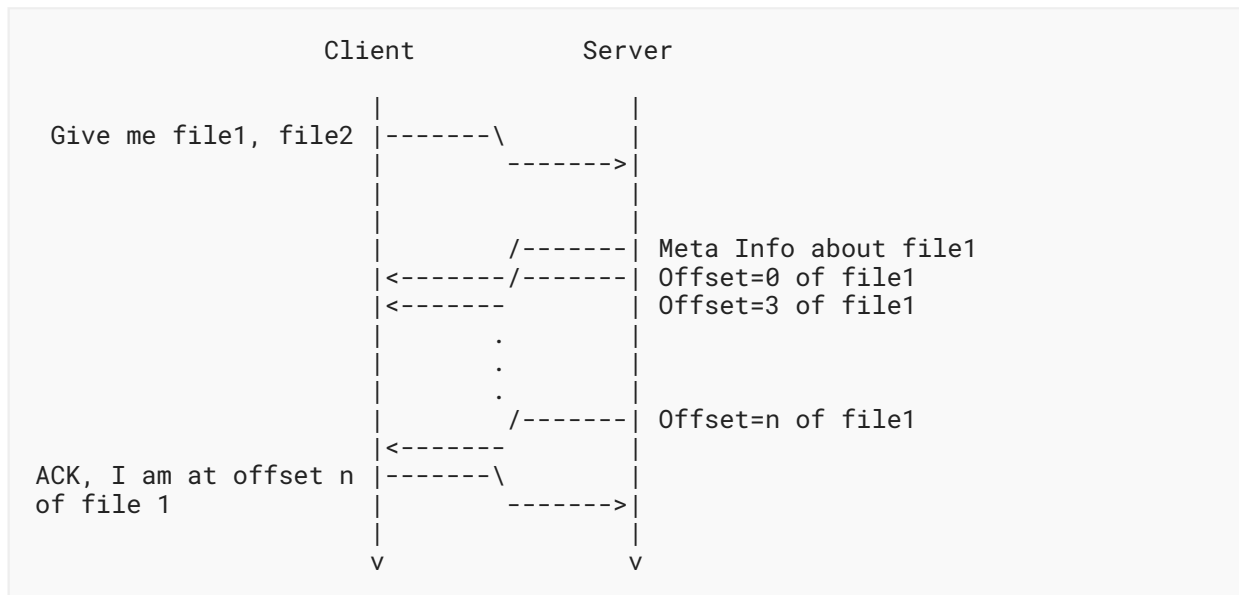 Client Server
| |
Give me file1, file2 |-------\ |
| ------->|
| |
| |
| /-------| Meta Info about file1
|<-------/-------| Offset=0 of file1
|<------- | Offset=3 of file1
| . |
| . |
| . |
| /-------| Offset=n of file1
|<------- |
ACK, I am at offset n |-------\ |
of file 1 | ------->|
| |
v v